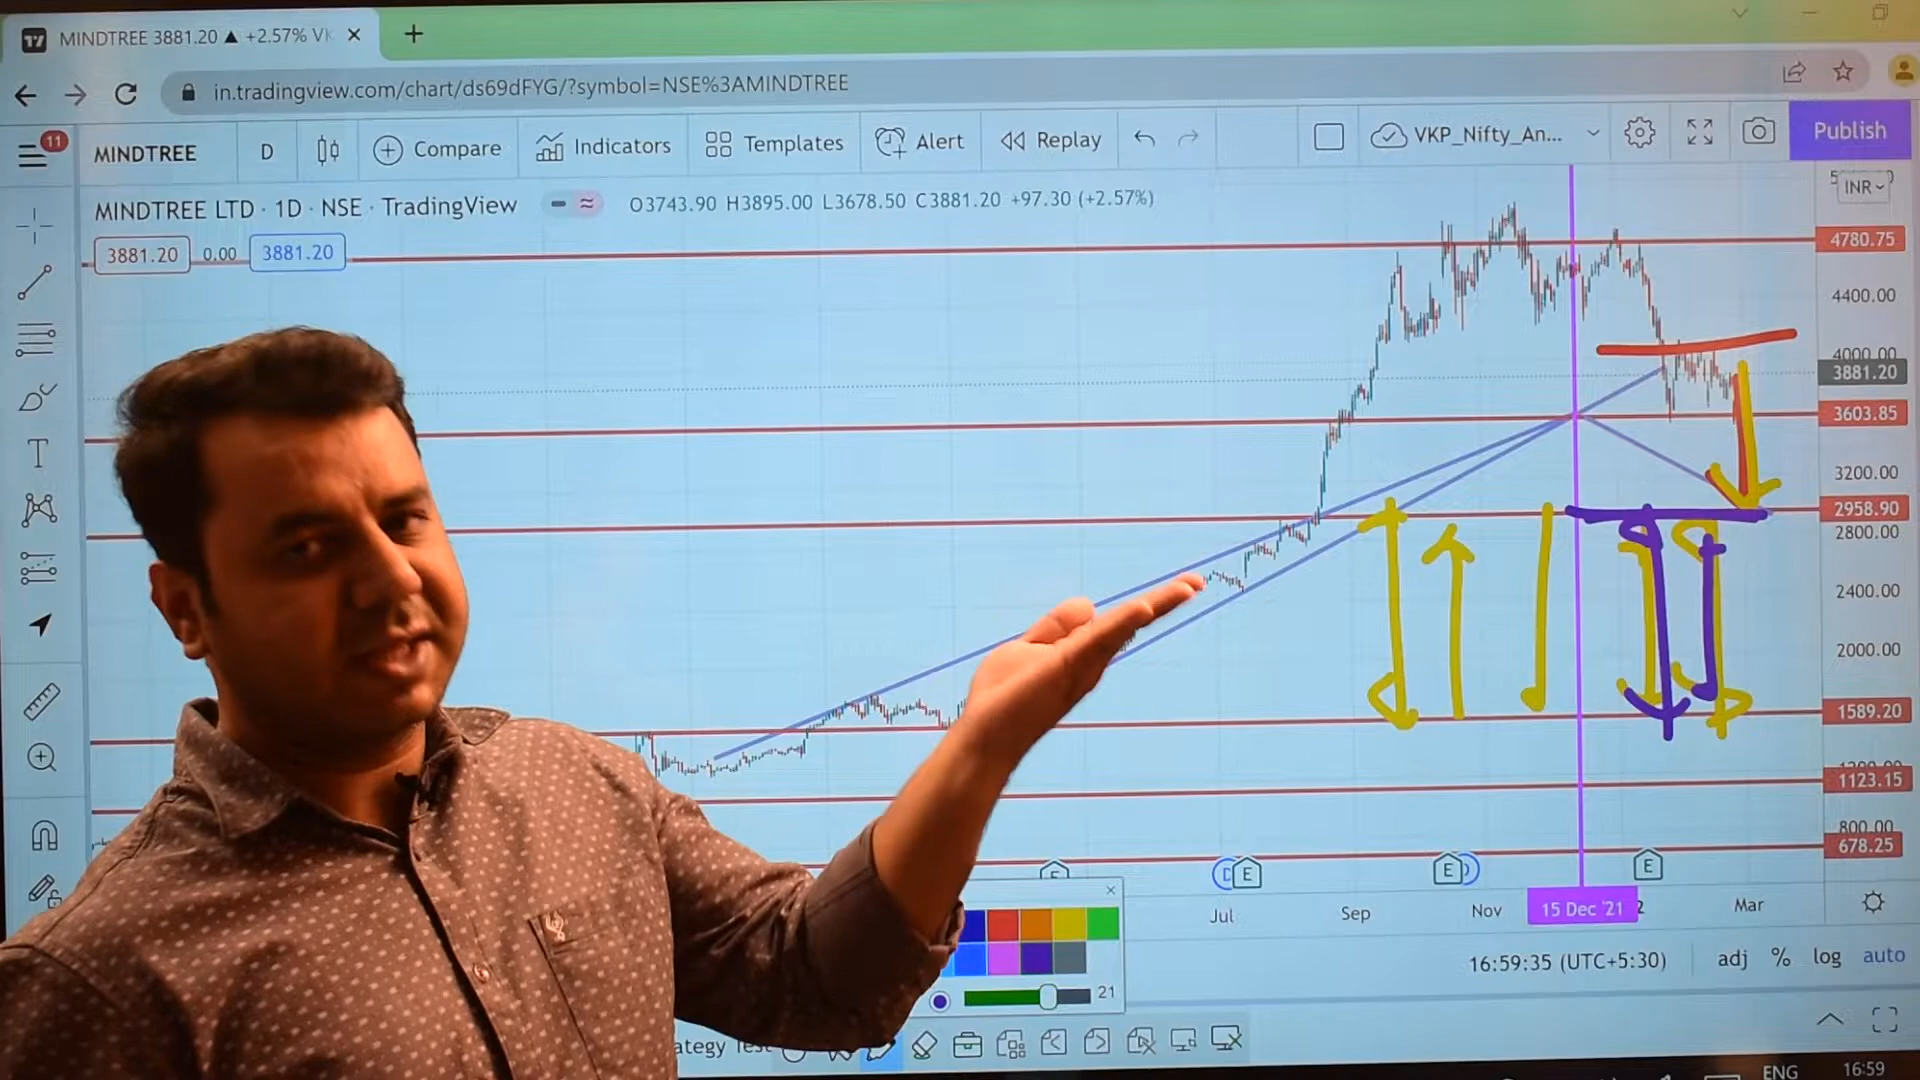 MINDTREE 3881.20 ▲ +2.57%
in.tradingview.com/chart/ds69dFYG/?symbol=NSE%3AMINDTREE
11
MINDTREE
D
Compare
Indicators
Templates
Alert
Replay
VKP_Nifty_An...
Publish
MINDTREE LTD · 1D · NSE · TradingView
O3743.90 H3895.00 L3678.50 C3881.20 +97.30 (+2.57%)
INR
3881.20
0.00
3881.20
4780.75
4400.00
4000.00
3881.20
3603.85
3200.00
2958.90
2800.00
2400.00
2000.00
1589.20
1123.15
800.00
678.25
E
E
E
Jul
Sep
Nov
15 Dec '21
Mar
16:59:35 (UTC+5:30)
adj
%
log
auto
21
ENG
16:59